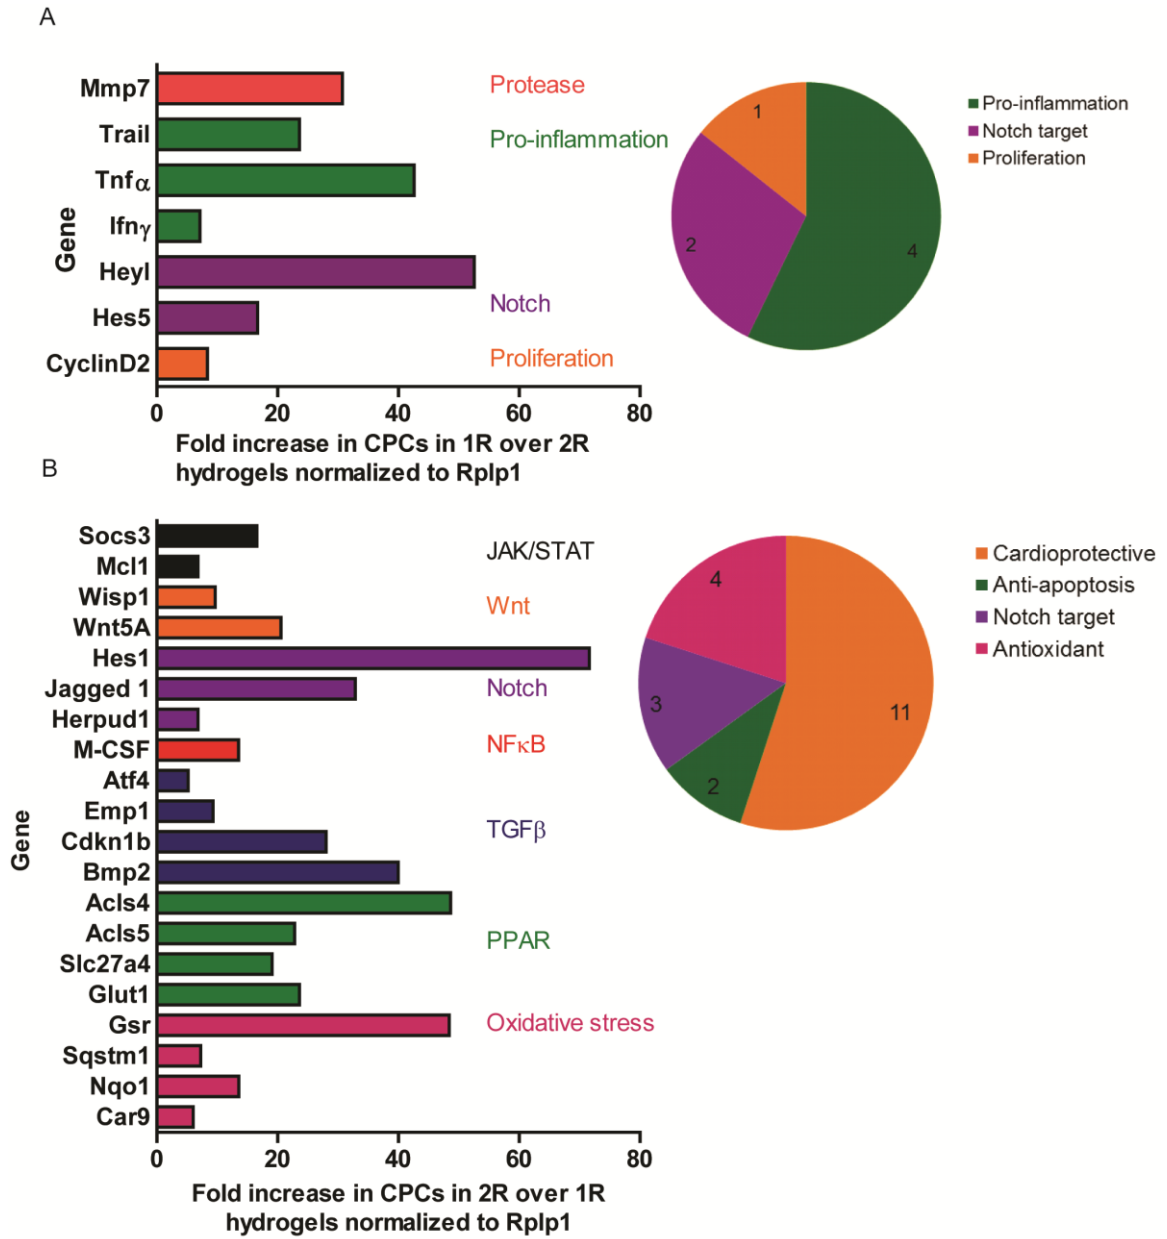 A
Mmp7
Trail
Tnfα
Ifnγ
Heyl
Hes5
CyclinD2
Gene
0 20 40 60 80
Fold increase in CPCs in 1R over 2R
hydrogels normalized to Rplp1
Protease
Pro-inflammation
Notch
Proliferation
1
2
4
Pro-inflammation
Notch target
Proliferation
B
Socs3
Mcl1
Wisp1
Wnt5A
Hes1
Jagged 1
Herpud1
M-CSF
Atf4
Emp1
Cdkn1b
Bmp2
Acls4
Acls5
Slc27a4
Glut1
Gsr
Sqstm1
Nqo1
Car9
Gene
0 20 40 60 80
Fold increase in CPCs in 2R over 1R
hydrogels normalized to Rplp1
JAK/STAT
Wnt
Notch
NFκB
TGFβ
PPAR
Oxidative stress
4
3
2
11
Cardioprotective
Anti-apoptosis
Notch target
Antioxidant